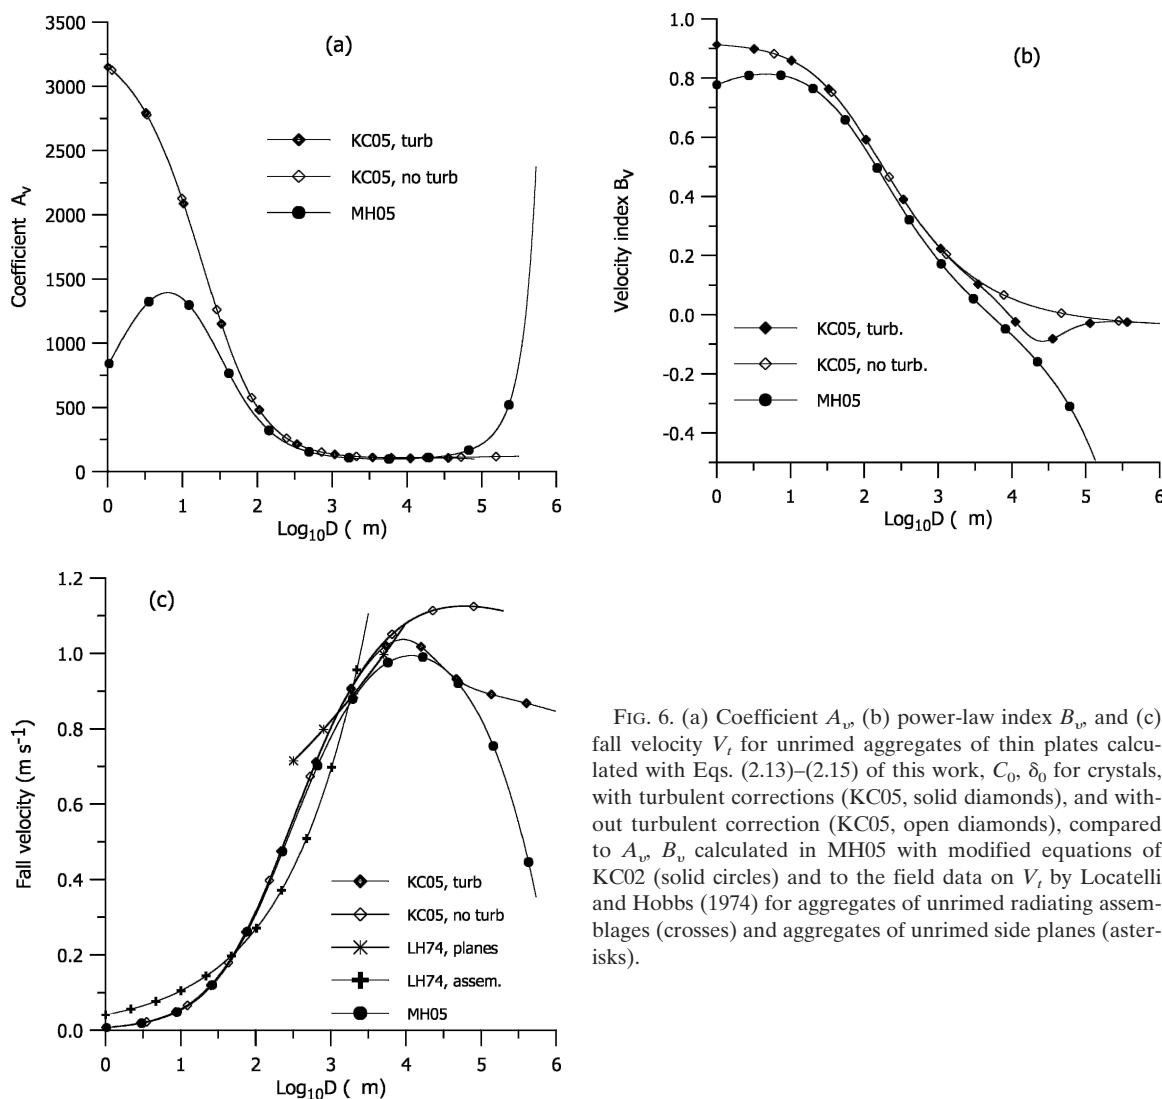 3500
3000
2500
2000
1500
1000
500
0
Coefficient A_v
(a)
KC05, turb
KC05, no turb
MH05
0 1 2 3 4 5 6
Log10D ( m)
1.0
0.8
0.6
0.4
0.2
0.0
-0.2
-0.4
Velocity index B_v
(b)
KC05, turb.
KC05, no turb.
MH05
0 1 2 3 4 5 6
Log10D ( m)
1.2
1.0
0.8
0.6
0.4
0.2
0.0
Fall velocity (m s-1)
(c)
KC05, turb
KC05, no turb
LH74, planes
LH74, assem.
MH05
0 1 2 3 4 5 6
Log10D ( m)
FIG. 6. (a) Coefficient A_v, (b) power-law index B_v, and (c)
fall velocity V_t for unrimed aggregates of thin plates calcu-
lated with Eqs. (2.13)–(2.15) of this work, C_0, δ_0 for crystals,
with turbulent corrections (KC05, solid diamonds), and with-
out turbulent correction (KC05, open diamonds), compared
to A_v, B_v calculated in MH05 with modified equations of
KC02 (solid circles) and to the field data on V_t by Locatelli
and Hobbs (1974) for aggregates of unrimed radiating assem-
blages (crosses) and aggregates of unrimed side planes (aster-
isks).